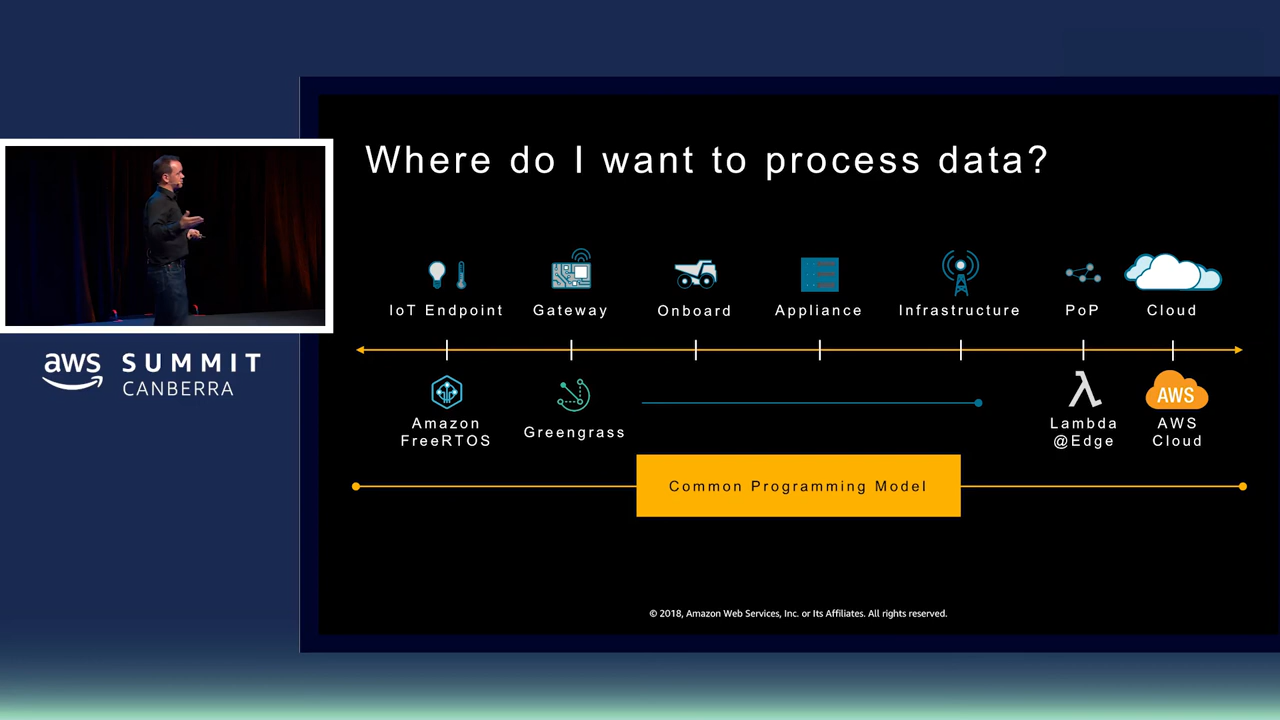 Where do I want to process data?
IoT Endpoint
Gateway
Onboard
Appliance
Infrastructure
PoP
Cloud
aws SUMMIT
CANBERRA
Amazon
FreeRTOS
Greengrass
λ
Lambda
@Edge
AWS
AWS
Cloud
Common Programming Model
© 2018, Amazon Web Services, Inc. or Its Affiliates. All rights reserved.